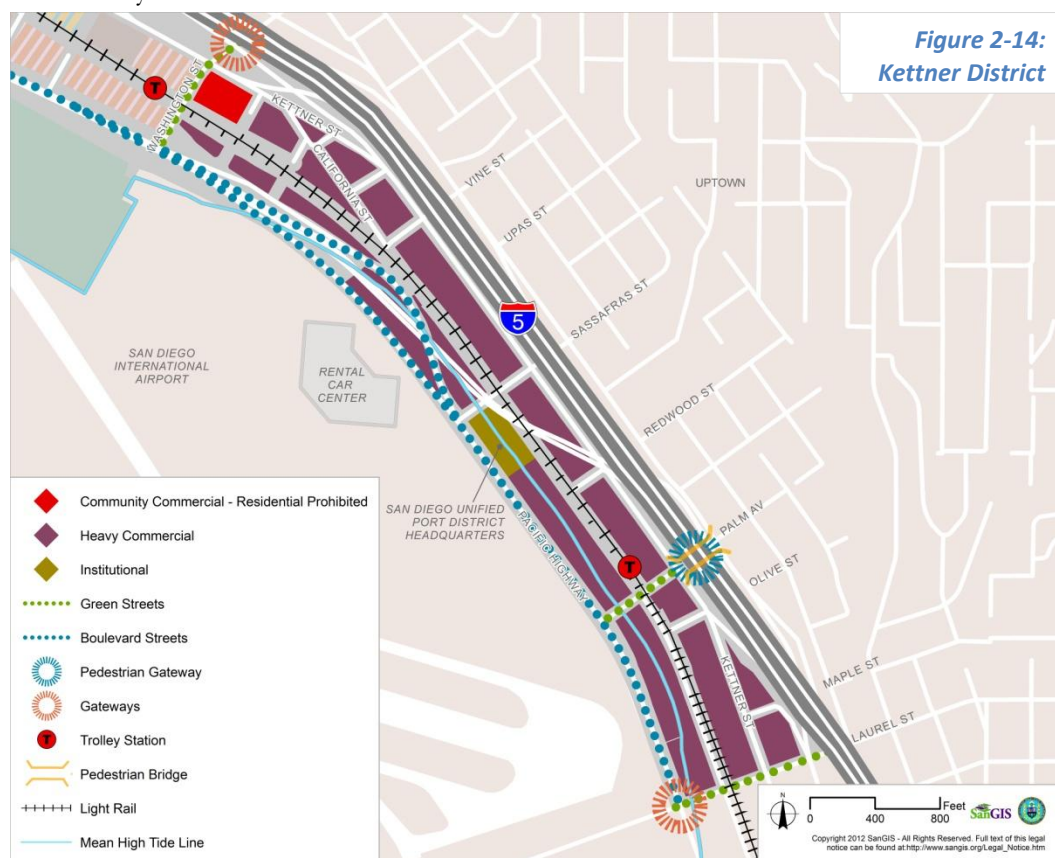 Figure 2-14:
Kettner District
WASHINGTON ST
KETTNER ST
CALIFORNIA ST
VINE ST
UPAS ST
UPTOWN
SASSAFRAS ST
5
SAN DIEGO
INTERNATIONAL
AIRPORT
RENTAL
CAR
CENTER
REDWOOD ST
SAN DIEGO UNIFIED
PORT DISTRICT
HEADQUARTERS
PACIFIC HIGHWAY
PALM AV
OLIVE ST
KETTNER ST
MAPLE ST
LAUREL ST
T
T
Community Commercial - Residential Prohibited
Heavy Commercial
Institutional
Green Streets
Boulevard Streets
Pedestrian Gateway
Gateways
T
Trolley Station
Pedestrian Bridge
Light Rail
Mean High Tide Line
N
Feet
0 400 800
SanGIS
Copyright 2012 SanGIS - All Rights Reserved. Full text of this legal
notice can be found at:http://www.sangis.org/Legal_Notice.htm